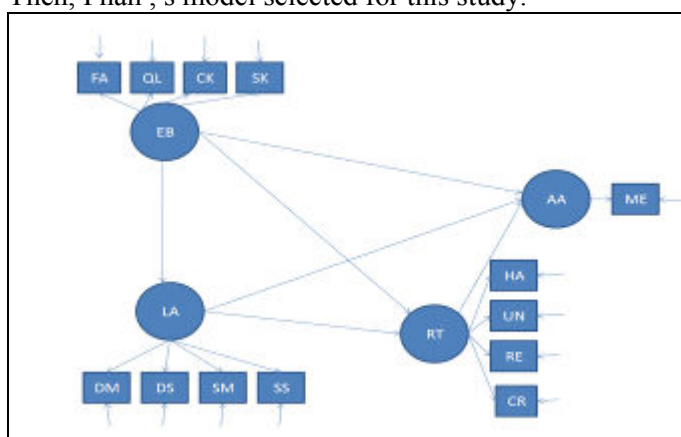 Then, s model selected for this study.
FA QL CK SK
EB
AA ME
HA
LA UN
RT
RE
DM DS SM SS
CR